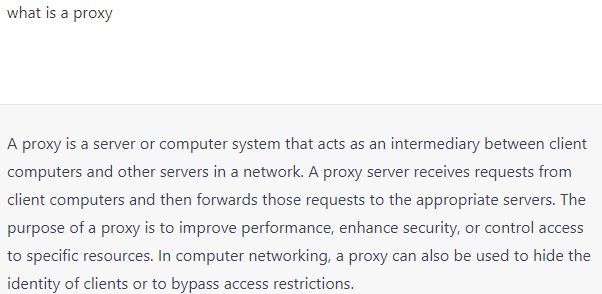 what is a proxy
A proxy is a server or computer system that acts as an intermediary between client
computers and other servers in a network. A proxy server receives requests from
client computers and then forwards those requests to the appropriate servers. The
purpose of a proxy is to improve performance, enhance security, or control access
to specific resources. In computer networking, a proxy can also be used to hide the
identity of clients or to bypass access restrictions.